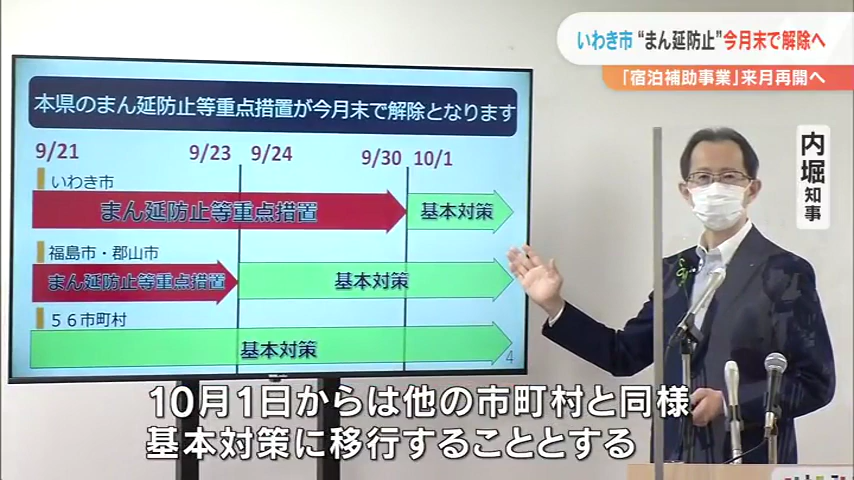 いわき市 “まん延防止” 今月末で解除へ
「宿泊補助事業」来月再開へ
本県のまん延防止等重点措置が今月末で解除となります
9/21 9/23 9/24 9/30 10/1
いわき市
まん延防止等重点措置 基本対策
福島市・郡山市
まん延防止等重点措置 基本対策
56市町村
基本対策
4
内堀知事
10月1日からは他の市町村と同様
基本対策に移行することとする